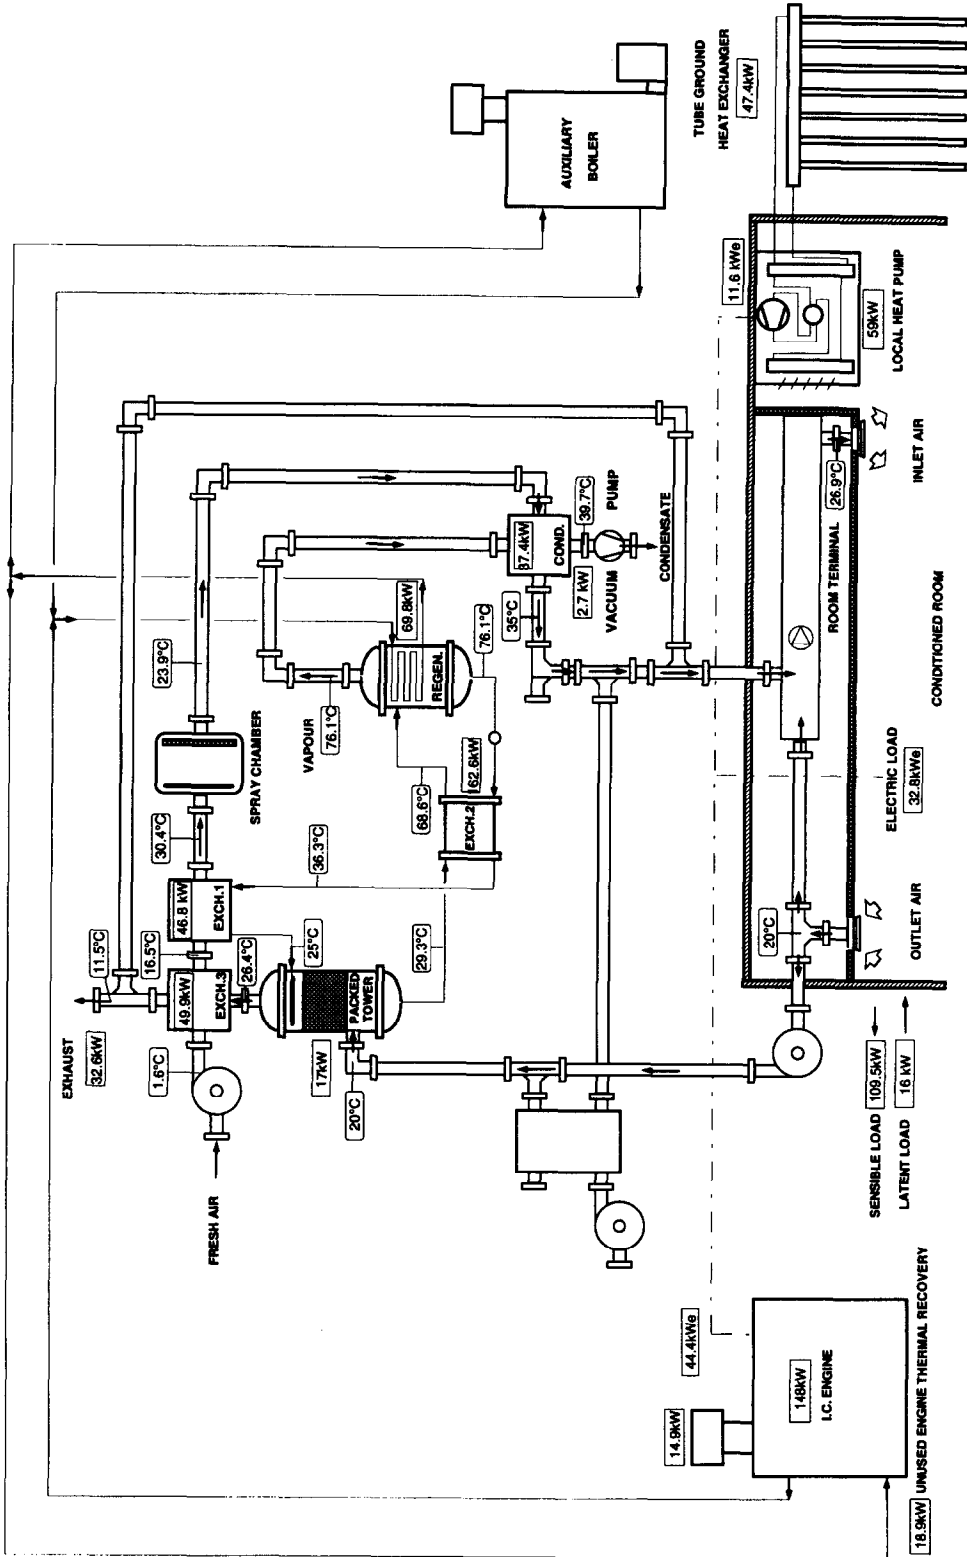 EXHAUST
32.6kW
11.5°C
1.6°C
FRESH AIR
49.9kW
EXCH.3
16.5°C
26.4°C
46.8 kW
EXCH.1
30.4°C
SPRAY CHAMBER
23.9°C
36.3°C
25°C
PACKED
TOWER
17kW
20°C
29.3°C
VAPOUR
76.1°C
68.6°C
EXCH.2
162.6kW
REGEN.
69.8kW
76.1°C
COND.
35°C
2.7 kW
39.7°C
VACUUM PUMP
CONDENSATE
AUXILIARY
BOILER
TUBE GROUND
HEAT EXCHANGER
47.4kW
11.6 kWe
59kW
LOCAL HEAT PUMP
26.9°C
INLET AIR
ROOM TERMINAL
CONDITIONED ROOM
ELECTRIC LOAD
32.8kWe
20°C
OUTLET AIR
SENSIBLE LOAD 109.5kW
LATENT LOAD 16 kW
44.4kWe
14.9kW
148kW
I.C. ENGINE
18.9kW UNUSED ENGINE THERMAL RECOVERY